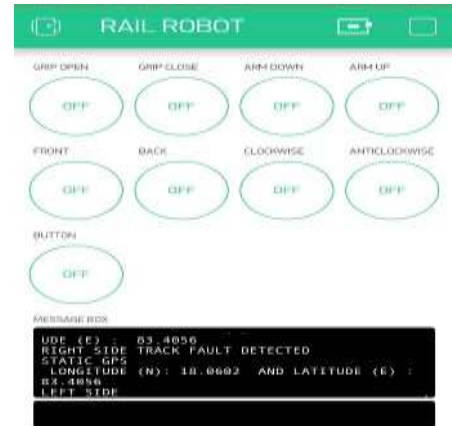 RAIL ROBOT
GRIP OPEN GRIP CLOSE ARM DOWN ARM UP
OFF OFF OFF OFF
FRONT BACK CLOCKWISE ANTICLOCKWISE
OFF OFF OFF OFF
BUTTON
OFF
MESSAGE BOX
UDE (E) : 83.4056
RIGHT SIDE TRACK FAULT DETECTED
STATIC GPS
LONGITUDE (N): 18.0602 AND LATITUDE (E) :
83.4056
LEFT SIDE